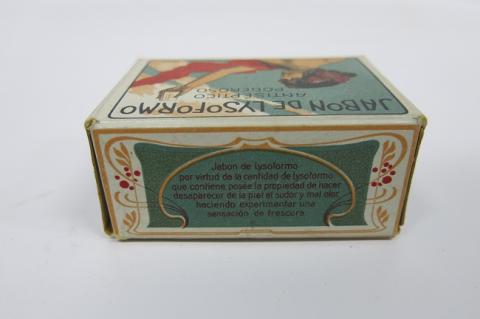 JABON DE LYSOFORMO
ANTISEPTICO
PODEROSO
Jabon de lysoformo
por virtud de la cantidad de lysoformo
que contiene, posée la propiedad de hacer
desaparecer de la piel el sudor y mal olor,
haciendo experimentar una
sensación de frescura